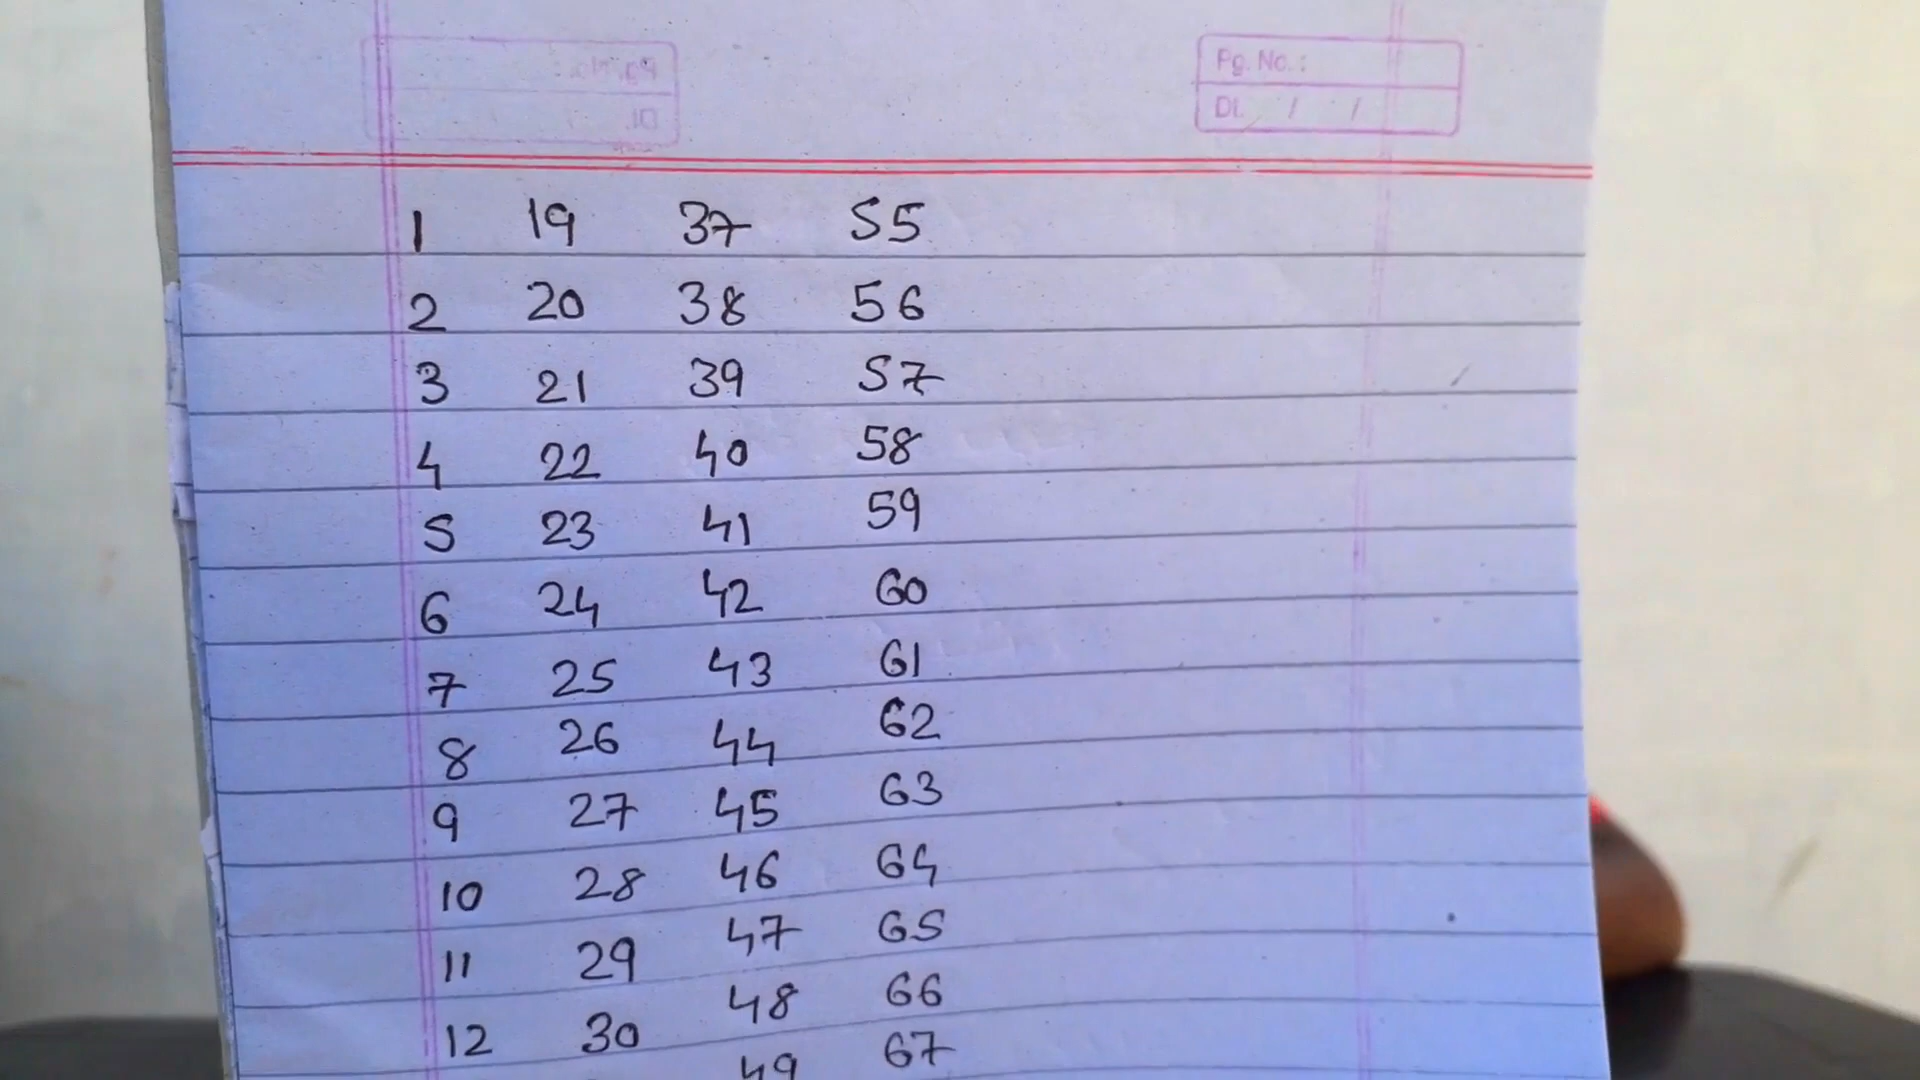 Pg. No. :
Dt. / /
1 19 37 55
2 20 38 56
3 21 39 57
4 22 40 58
5 23 41 59
6 24 42 60
7 25 43 61
8 26 44 62
9 27 45 63
10 28 46 64
11 29 47 65
12 30 48 66
49 67